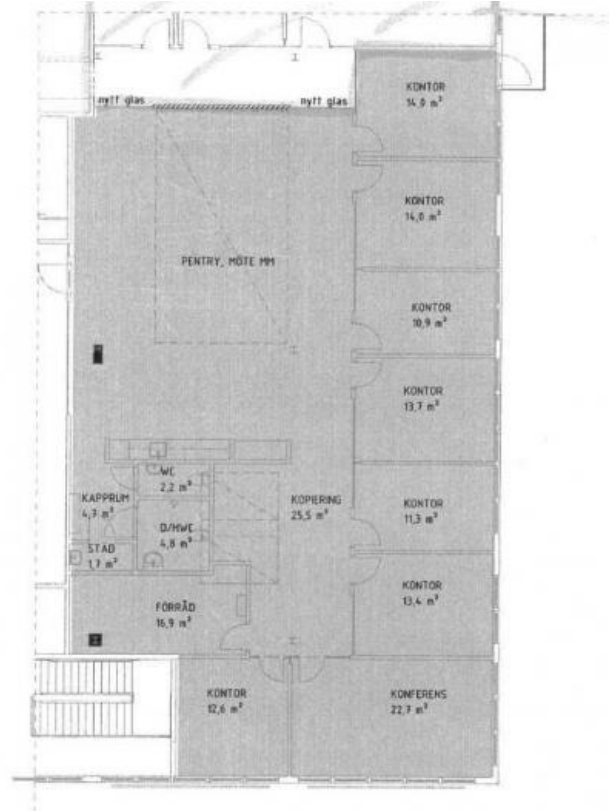 nytt glas
nytt glas
KONTOR
14,0 m²
KONTOR
14,0 m²
PENTRY, MÖTE MM
KONTOR
10,9 m²
KONTOR
13,7 m²
WC
2,2 m²
KAPPRUM
4,3 m²
KOPIERING
25,5 m²
KONTOR
11,3 m²
D/HWC
4,8 m²
STÄD
1,7 m²
KONTOR
13,4 m²
FÖRRÅD
16,9 m²
KONTOR
12,6 m²
KONFERENS
22,7 m²